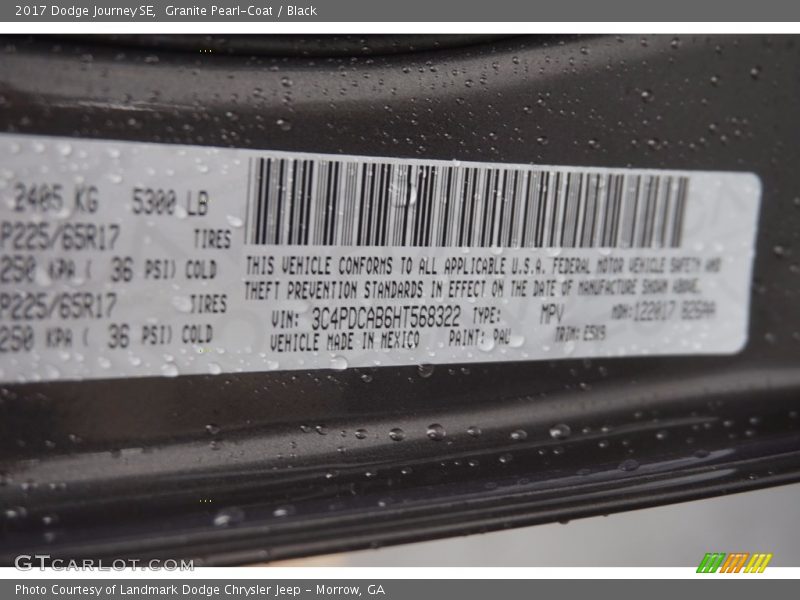 2017 Dodge Journey SE, Granite Pearl-Coat / Black
2405 KG 5300 LB
P225/65R17 TIRES
250 KPA ( 36 PSI) COLD
P225/65R17 TIRES
250 KPA ( 36 PSI) COLD
THIS VEHICLE CONFORMS TO ALL APPLICABLE U.S.A. FEDERAL MOTOR VEHICLE SAFETY AND
THEFT PREVENTION STANDARDS IN EFFECT ON THE DATE OF MANUFACTURE SHOWN ABOVE.
VIN: 3C4PDCAB6HT568322 TYPE: MPV MDH:
VEHICLE MADE IN MEXICO PAINT: PAU TRIM:
GTCARLOT.COM
Photo Courtesy of Landmark Dodge Chrysler Jeep – Morrow, GA